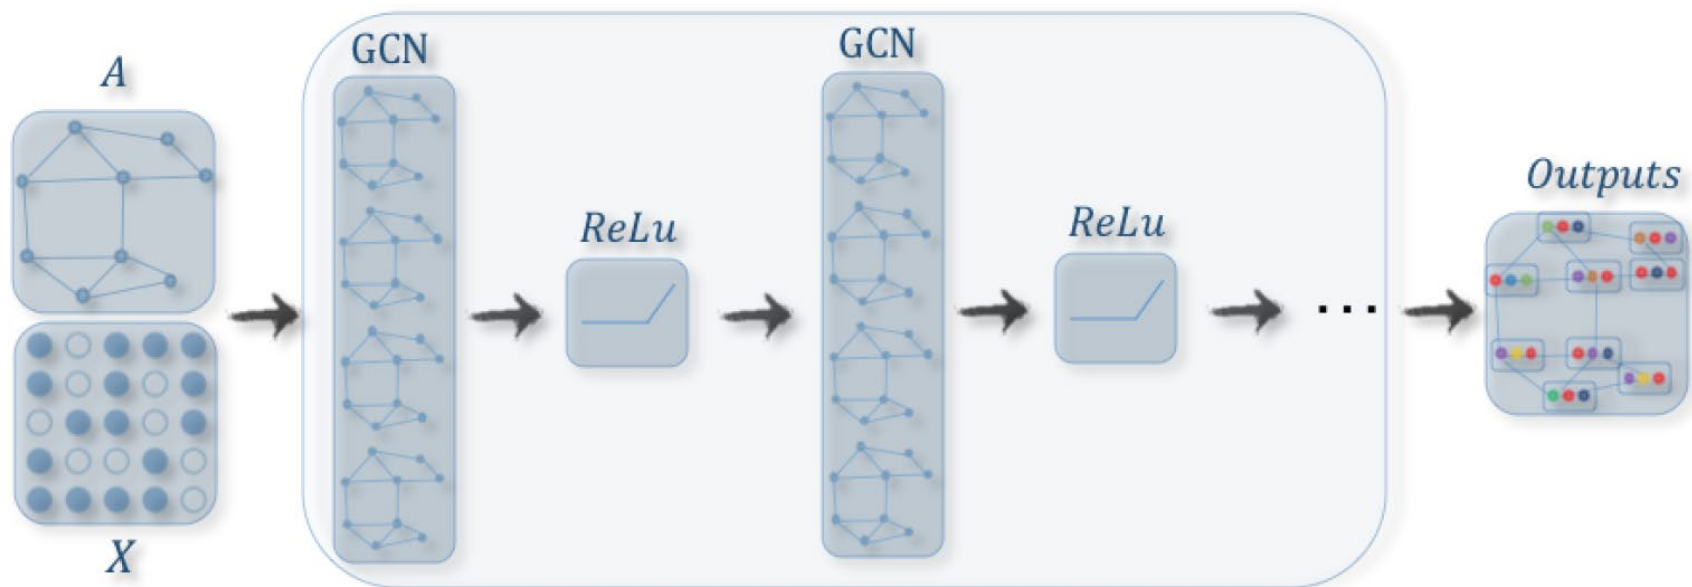 A
X
GCN
ReLu
GCN
ReLu
...
Outputs